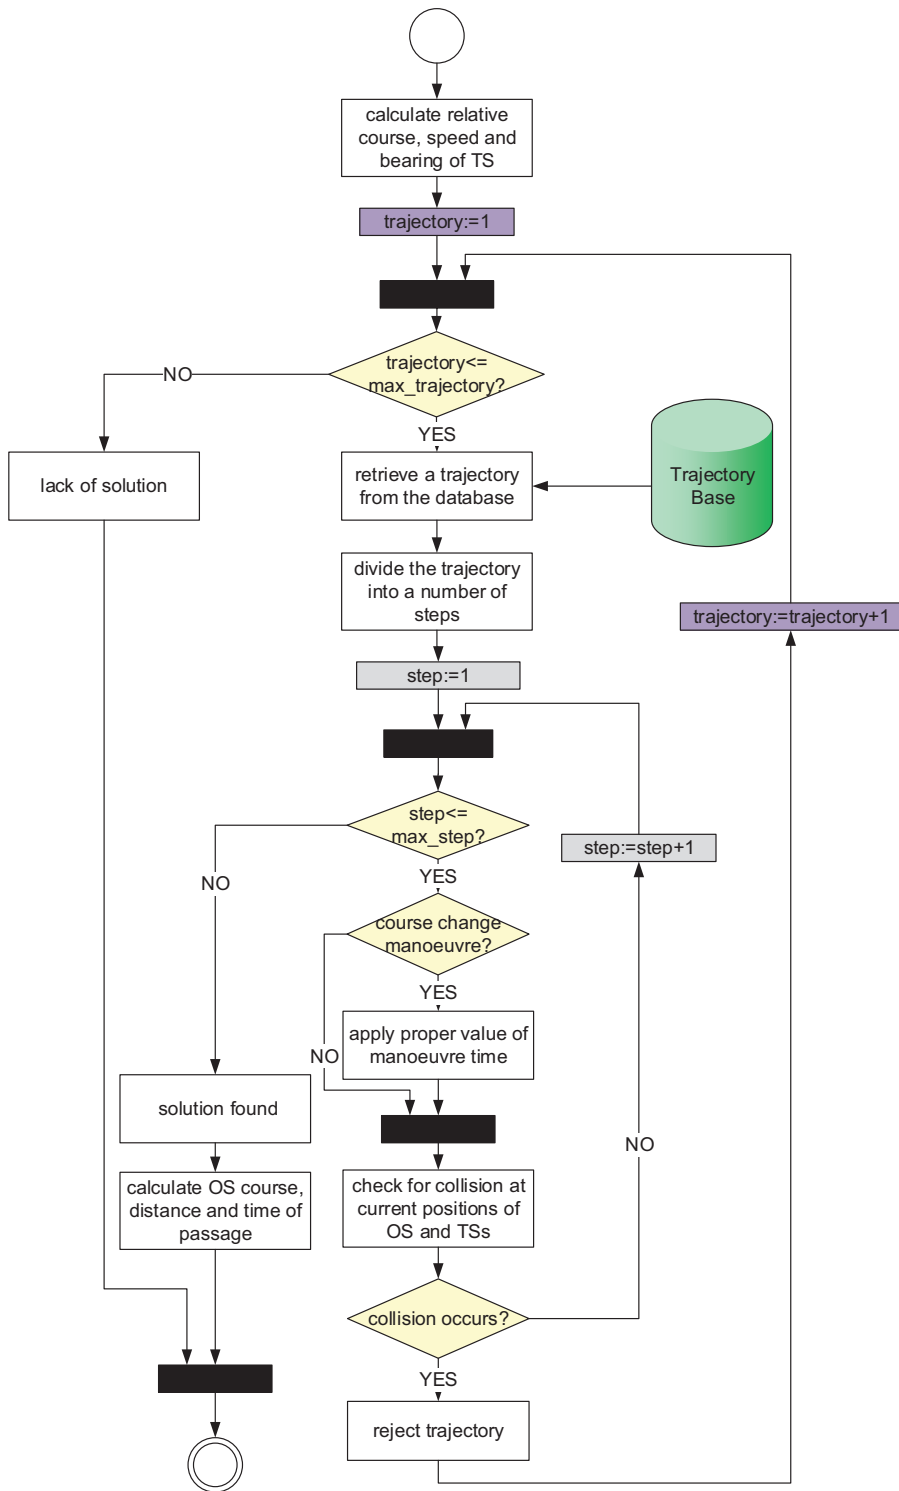 calculate relative
course, speed and
bearing of TS
trajectory:=1
trajectory<=
max_trajectory?
NO
YES
lack of solution
retrieve a trajectory
from the database
Trajectory
Base
divide the trajectory
into a number of
steps
trajectory:=trajectory+1
step:=1
step<=
max_step?
step:=step+1
NO
YES
course change
manoeuvre?
YES
NO
apply proper value of
manoeuvre time
solution found
NO
calculate OS course,
distance and time of
passage
check for collision at
current positions of
OS and TSs
collision occurs?
YES
reject trajectory